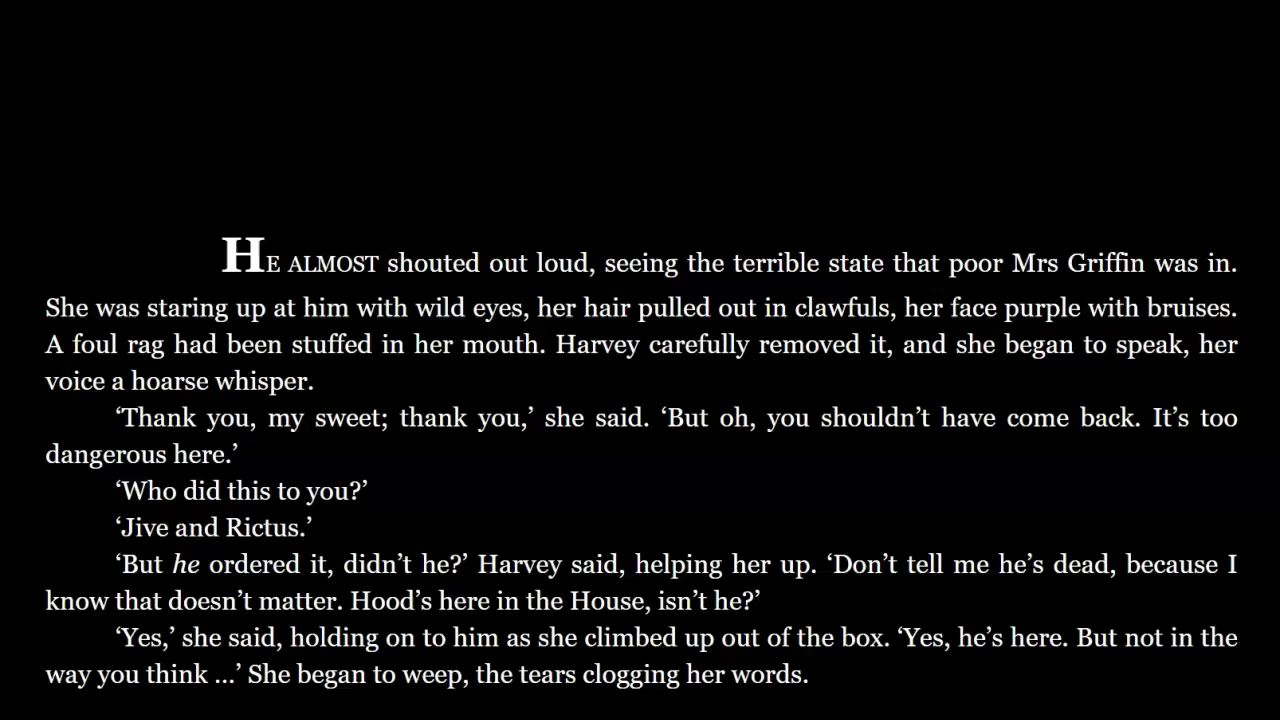 HE ALMOST shouted out loud, seeing the terrible state that poor Mrs Griffin was in.
She was staring up at him with wild eyes, her hair pulled out in clawfuls, her face purple with bruises.
A foul rag had been stuffed in her mouth. Harvey carefully removed it, and she began to speak, her
voice a hoarse whisper.
‘Thank you, my sweet; thank you,’ she said. ‘But oh, you shouldn’t have come back. It’s too
dangerous here.’
‘Who did this to you?’
‘Jive and Rictus.’
‘But he ordered it, didn’t he?’ Harvey said, helping her up. ‘Don’t tell me he’s dead, because I
know that doesn’t matter. Hood’s here in the House, isn’t he?’
‘Yes,’ she said, holding on to him as she climbed up out of the box. ‘Yes, he’s here. But not in the
way you think ...’ She began to weep, the tears clogging her words.